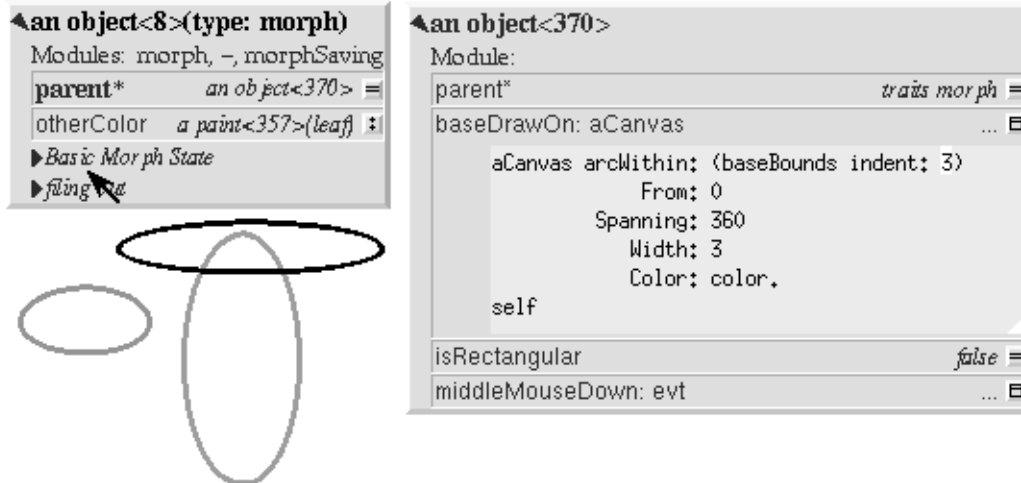 an object<8>(type: morph)
Modules: morph, –, morphSaving
parent* an object<370> =
otherColor a paint<357>(leaf)
Basic Morph State
filing out
an object<370>
Module:
parent* traits morph =
baseDrawOn: aCanvas ...
aCanvas arcWithin: (baseBounds indent: 3)
From: 0
Spanning: 360
Width: 3
Color: color.
self
isRectangular false =
middleMouseDown: evt ...